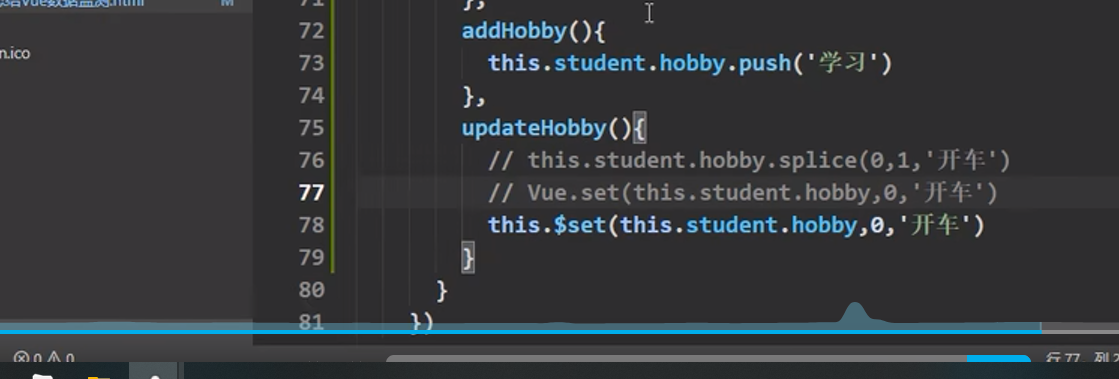 结Vue数据监测.html M
n.ico
71 },
72 addHobby(){
73 this.student.hobby.push('学习')
74 },
75 updateHobby(){
76 // this.student.hobby.splice(0,1,'开车')
77 // Vue.set(this.student.hobby,0,'开车')
78 this.$set(this.student.hobby,0,'开车')
79 }
80 }
81 })
0 0
行 77, 列 2